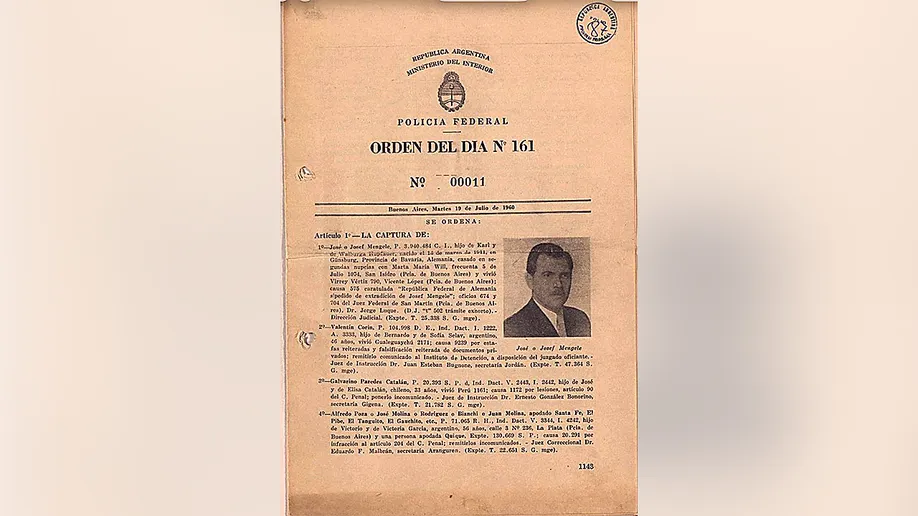 REPUBLICA ARGENTINA
87
REPUBLICA ARGENTINA
MINISTERIO DEL INTERIOR
POLICIA FEDERAL
ORDEN DEL DIA Nº 161
Nº 00011
Buenos Aires, Martes 19 de Julio de 1960
SE ORDENA:
Artículo 1º—LA CAPTURA DE:
1º—José o Josef Mengele, P. 3.940.484 C. I., hijo de Karl y
de Walburga Hupfauer, nacido el 16 de marzo de 1911, en
Günsburg, Provincia de Bavaria, Alemania, casado en se-
gundas nupcias con Marta María Will, frecuenta 5 de
Julio 1074, San Isidro (Pcia. de Buenos Aires) y vivió
Virrey Vértiz 790, Vicente López (Pcia. de Buenos Aires);
causa 575 caratulada "República Federal de Alemania
s/pedido de extradición de Josef Mengele"; oficios 674 y
704 del Juez Federal de San Martín (Pcia. de Buenos Ai-
res), Dr. Jorge Luque. (D.J. "I" 502 trámite exhorto).-
Dirección Judicial. (Expte. T. 25.338 S. G. mge).
José o Josef Mengele
2º—Valentín Coria, P. 104.998 D. E., Ind. Dact. I. 1222,
A. 3333, hijo de Bernardo y de Sofía Selav, argentino,
46 años, vivió Gualeguaychú 2171; causa 9239 por esta-
fas reiteradas y falsificación reiterada de documentos pri-
vados; remitirlo comunicado al Instituto de Detención, a disposición del juzgado oficiante.-
Juez de Instrucción Dr. Juan Esteban Bugnone, secretaría Jordán. (Expte. T. 47.364 S.
G. mge).
Galvarino Paredes Catalán, P. 20.393 S. P. d, Ind. Dact. V. 2443, I. 2642, hijo de José
y de Elisa Catalán, chileno, 33 años, vivió Perú 1161; causa 1172 por lesiones, artículo 90
del C. Penal; ponerlo incomunicado. - Juez de Instrucción Dr. Ernesto González Bonorino,
secretaría Gigena. (Expte. T. 21.782 S. G. mge).
4º—Alfredo Poza o José Molina o Rodríguez o Bianchi o Juan Molina, apodado Santa Fe, El
Pibe, El Tanguito, El Gauchito, etc., P. 71.065 R. H., Ind. Dact. V. 3344, I. 4242, hijo
de Victorio y de Victoria García, argentino, 56 años, calle 3 Nº 236, La Plata (Pcia. de
Buenos Aires) y una persona apodada Quique, Expte. 130.669 S. P.; causa 20.291 por
infracción al artículo 204 del C. Penal; remitirlos incomunicados. - Juez Correccional Dr.
Eduardo F. Malbrán, secretaría Aranguren. (Expte. T. 22.651 S. G. mge).
1143